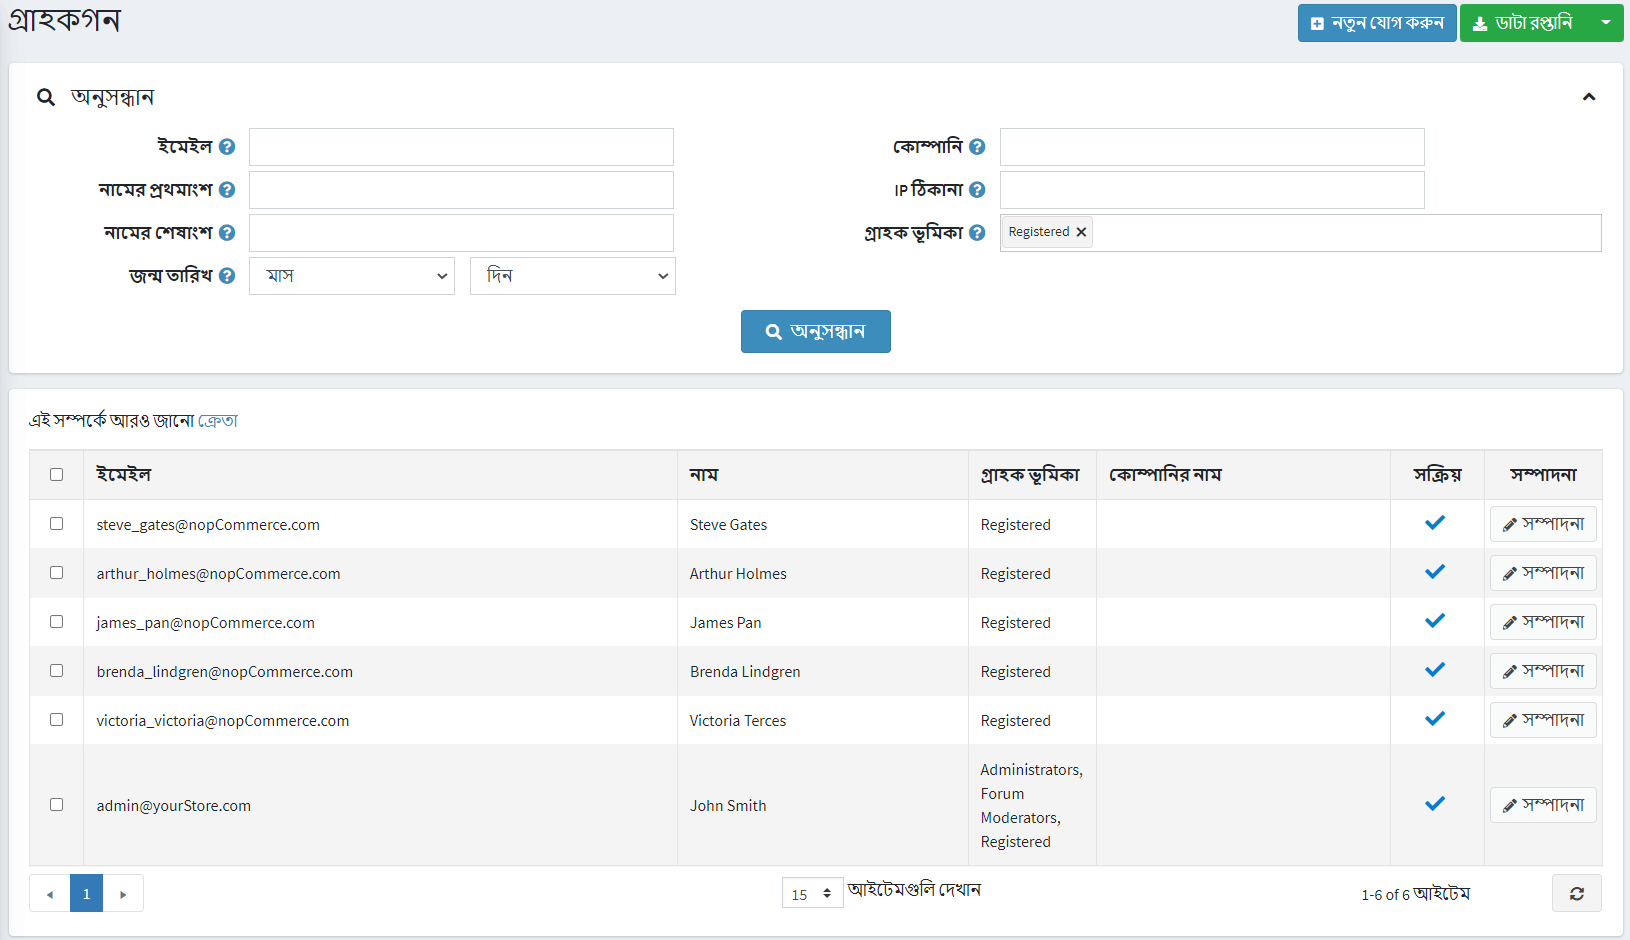 গ্রাহকগন
নতুন যোগ করুন
ডাটা রপ্তানি
অনুসন্ধান
ইমেইল
কোম্পানি
নামের প্রথমাংশ
IP ঠিকানা
নামের শেষাংশ
গ্রাহক ভূমিকা
Registered
জন্ম তারিখ
মাস
দিন
অনুসন্ধান
এই সম্পর্কে আরও জানো ক্রেতা
ইমেইল নাম গ্রাহক ভূমিকা কোম্পানির নাম সক্রিয় সম্পাদনা
steve_gates@nopCommerce.com Steve Gates Registered সম্পাদনা
arthur_holmes@nopCommerce.com Arthur Holmes Registered সম্পাদনা
james_pan@nopCommerce.com James Pan Registered সম্পাদনা
brenda_lindgren@nopCommerce.com Brenda Lindgren Registered সম্পাদনা
victoria_victoria@nopCommerce.com Victoria Terces Registered সম্পাদনা
admin@yourStore.com John Smith Administrators,
Forum
Moderators,
Registered
সম্পাদনা
1
15 আইটেমগুলি দেখান
1-6 of 6 আইটেম